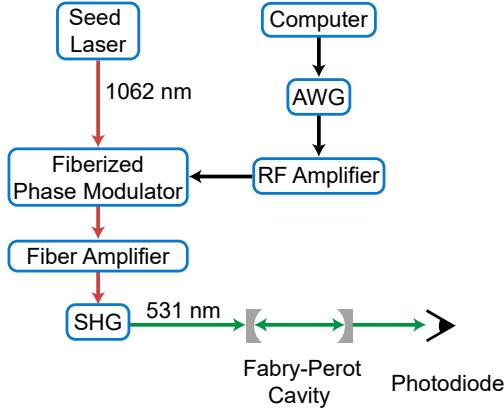 Seed
Laser
Computer
1062 nm
AWG
Fiberized
Phase Modulator
RF Amplifier
Fiber Amplifier
SHG
531 nm
Fabry-Perot
Cavity
Photodiode